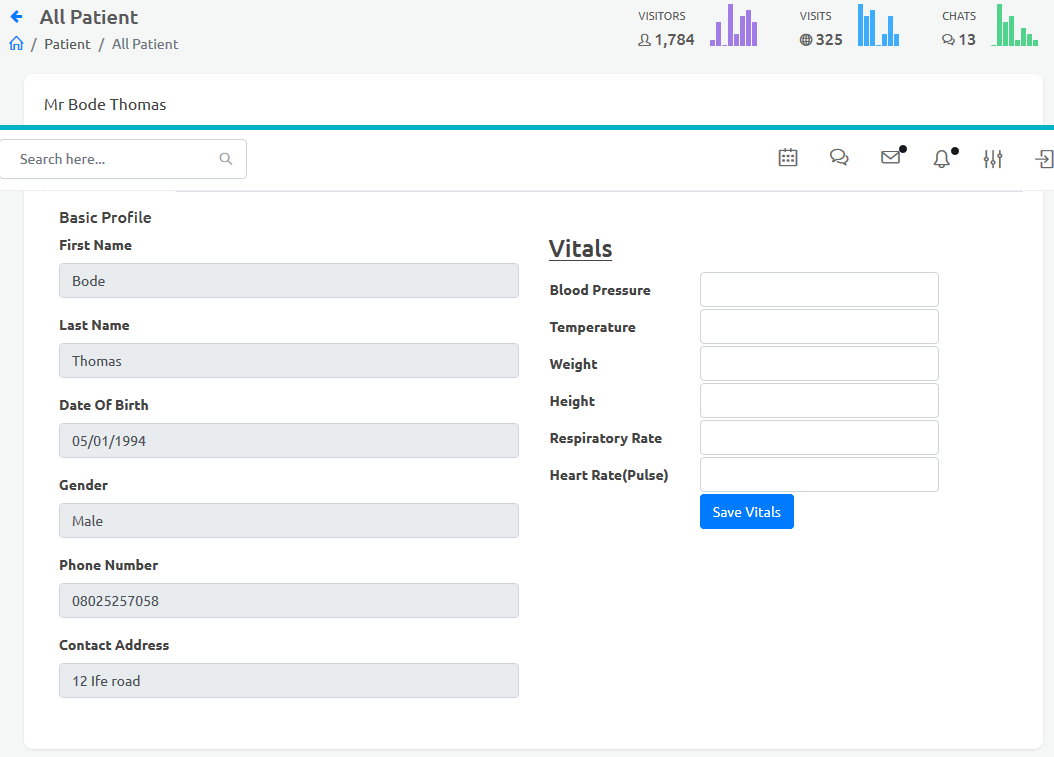 All Patient
/ Patient / All Patient
VISITORS
1,784
VISITS
325
CHATS
13
Mr Bode Thomas
Search here...
Basic Profile
First Name
Bode
Last Name
Thomas
Date Of Birth
05/01/1994
Gender
Male
Phone Number
08025257058
Contact Address
12 Ife road
Vitals
Blood Pressure
Temperature
Weight
Height
Respiratory Rate
Heart Rate(Pulse)
Save Vitals